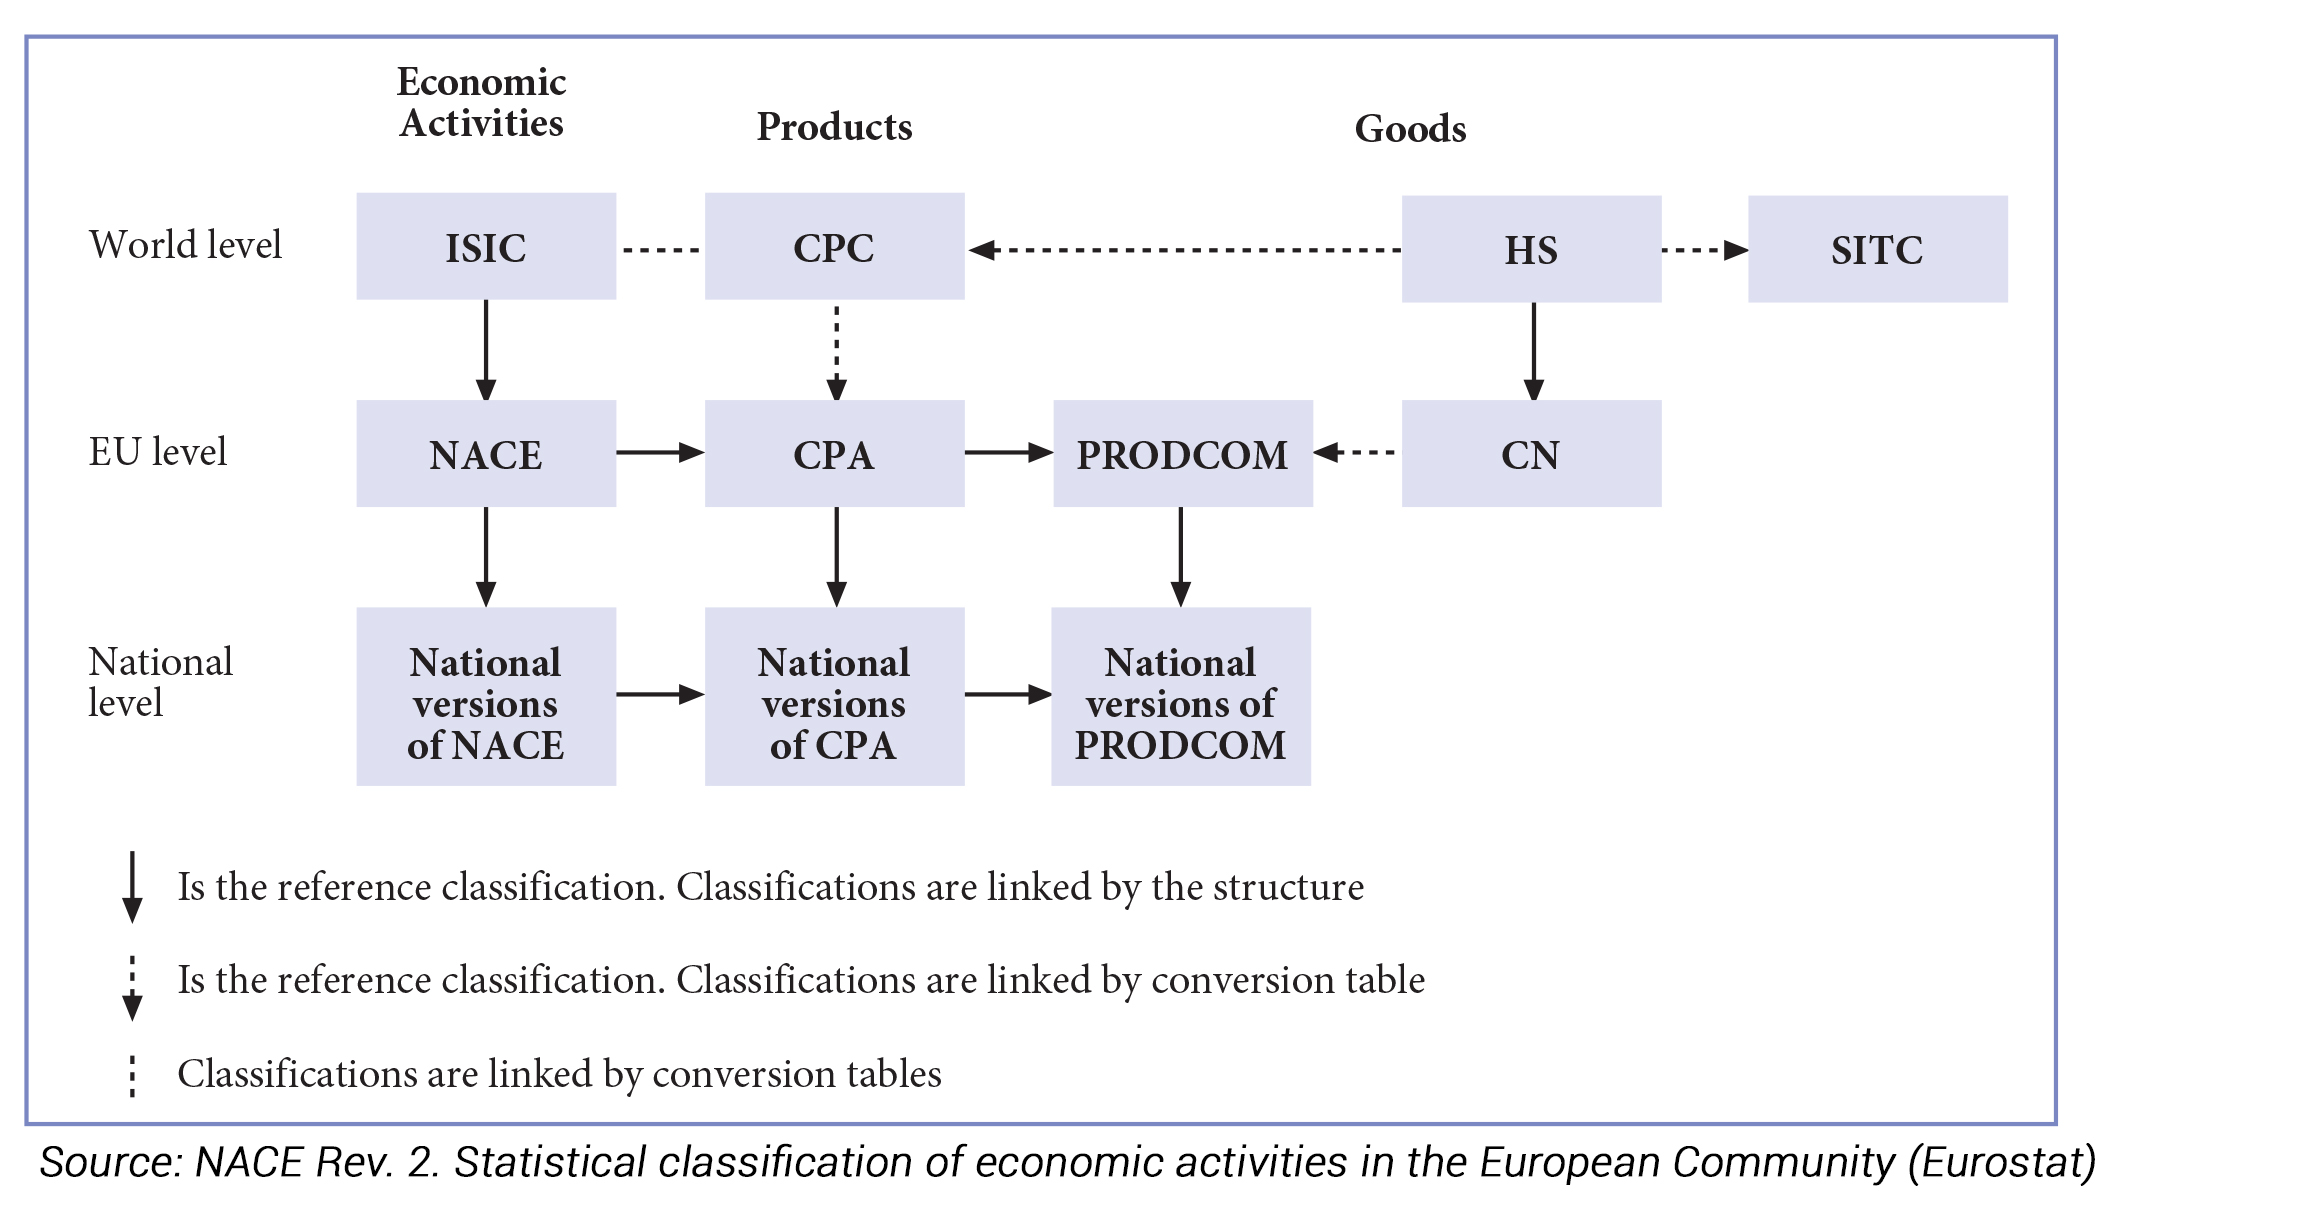 Economic
Activities
Products
Goods
World level
ISIC
CPC
HS
SITC
EU level
NACE
CPA
PRODCOM
CN
National
level
National
versions
of NACE
National
versions
of CPA
National
versions of
PRODCOM
Is the reference classification. Classifications are linked by the structure
Is the reference classification. Classifications are linked by conversion table
Classifications are linked by conversion tables
Source: NACE Rev. 2. Statistical classification of economic activities in the European Community (Eurostat)